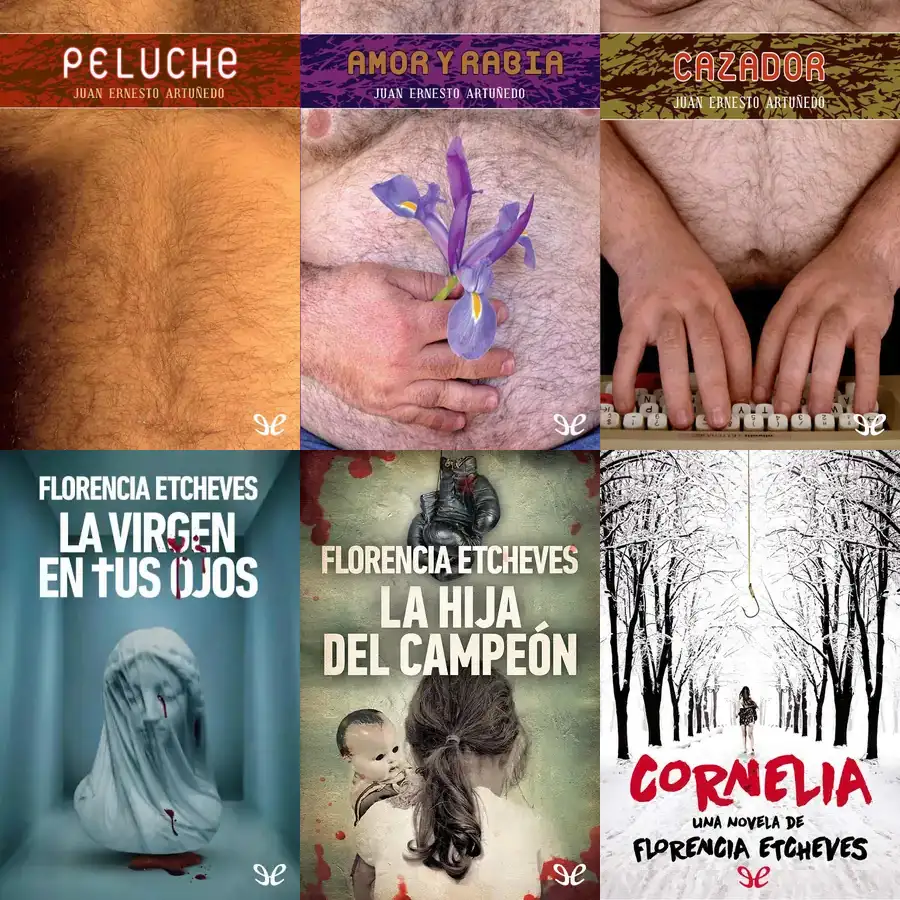 PELUCHE
JUAN ERNESTO ARTUÑEDO
AMOR Y RABIA
JUAN ERNESTO ARTUÑEDO
CAZADOR
JUAN ERNESTO ARTUÑEDO
FLORENCIA ETCHEVES
LA VIRGEN
EN TUS OJOS
FLORENCIA ETCHEVES
LA HIJA
DEL CAMPEÓN
CORNELIA
UNA NOVELA DE
FLORENCIA ETCHEVES